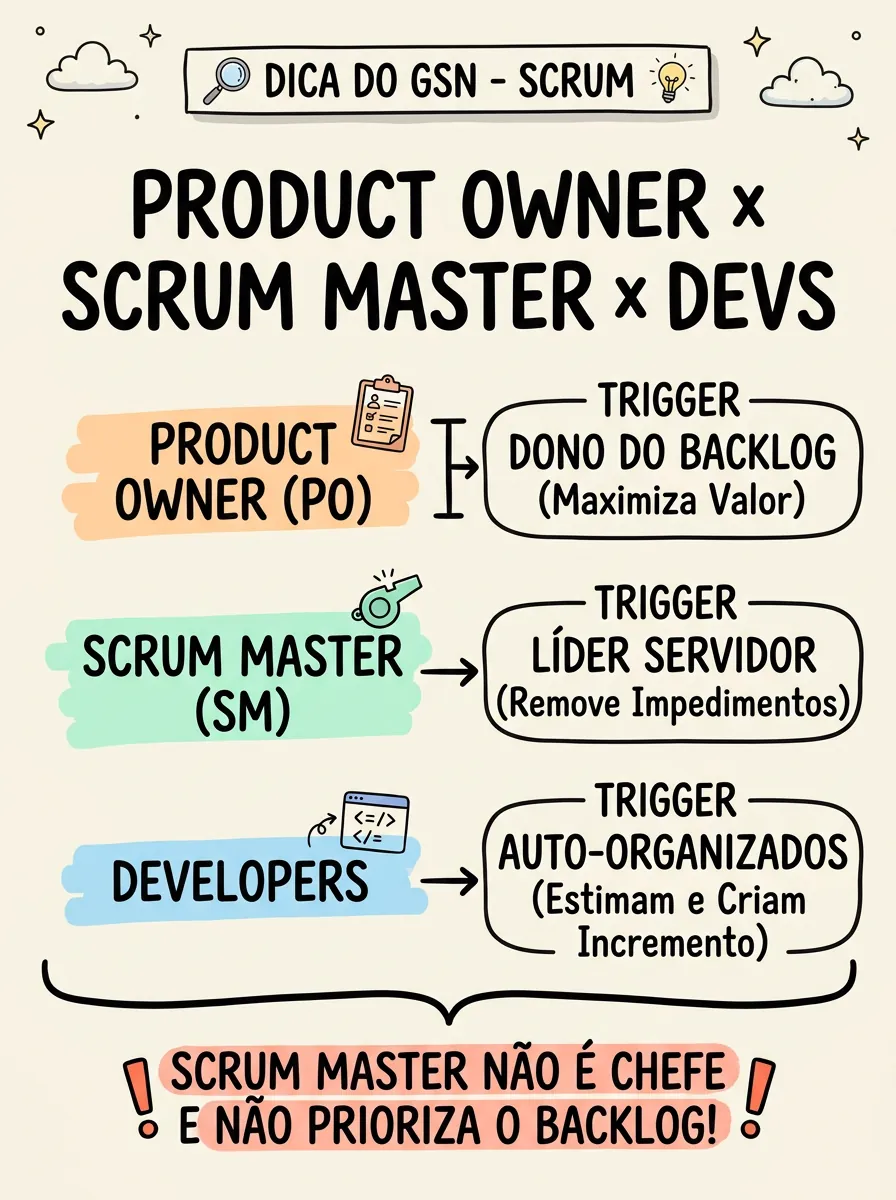 DICA DO GSN - SCRUM
PRODUCT OWNER x
SCRUM MASTER x DEVS
PRODUCT
OWNER (PO)
TRIGGER
DONO DO BACKLOG
(Maximiza Valor)
SCRUM MASTER
(SM)
TRIGGER
LÍDER SERVIDOR
(Remove Impedimentos)
<=/>
</=
DEVELOPERS
TRIGGER
AUTO-ORGANIZADOS
(Estimam e Criam
Incremento)
! SCRUM MASTER NÃO É CHEFE
E NÃO PRIORIZA O BACKLOG! !